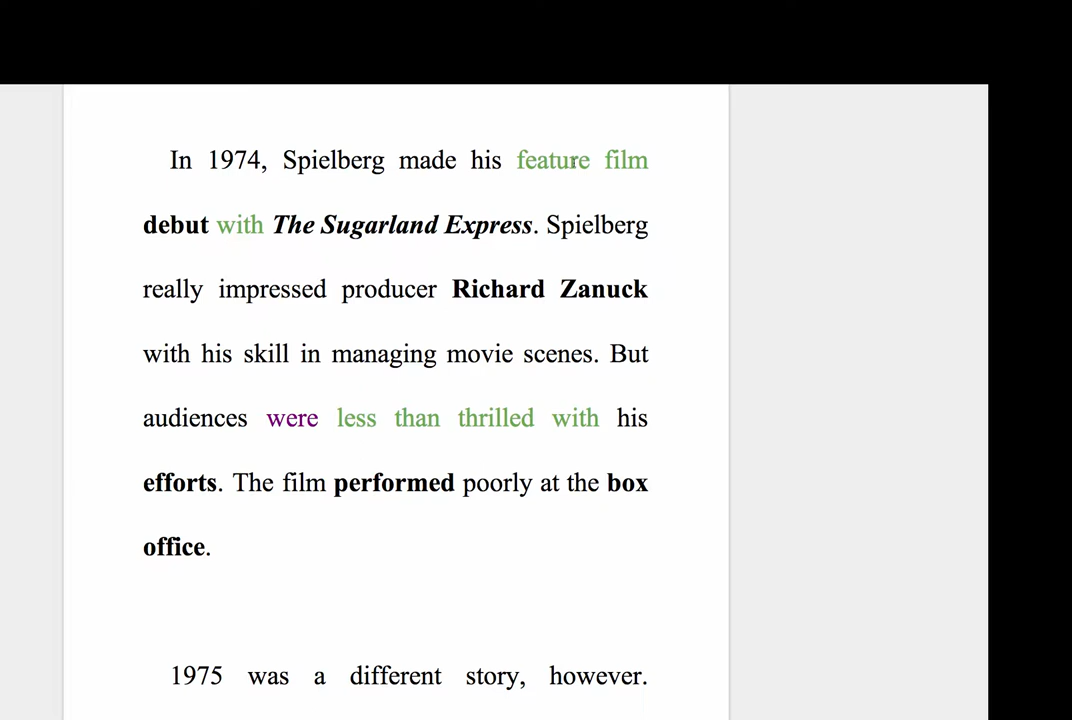 In 1974, Spielberg made his feature film
debut with The Sugarland Express. Spielberg
really impressed producer Richard Zanuck
with his skill in managing movie scenes. But
audiences were less than thrilled with his
efforts. The film performed poorly at the box
office.
1975 was a different story, however.